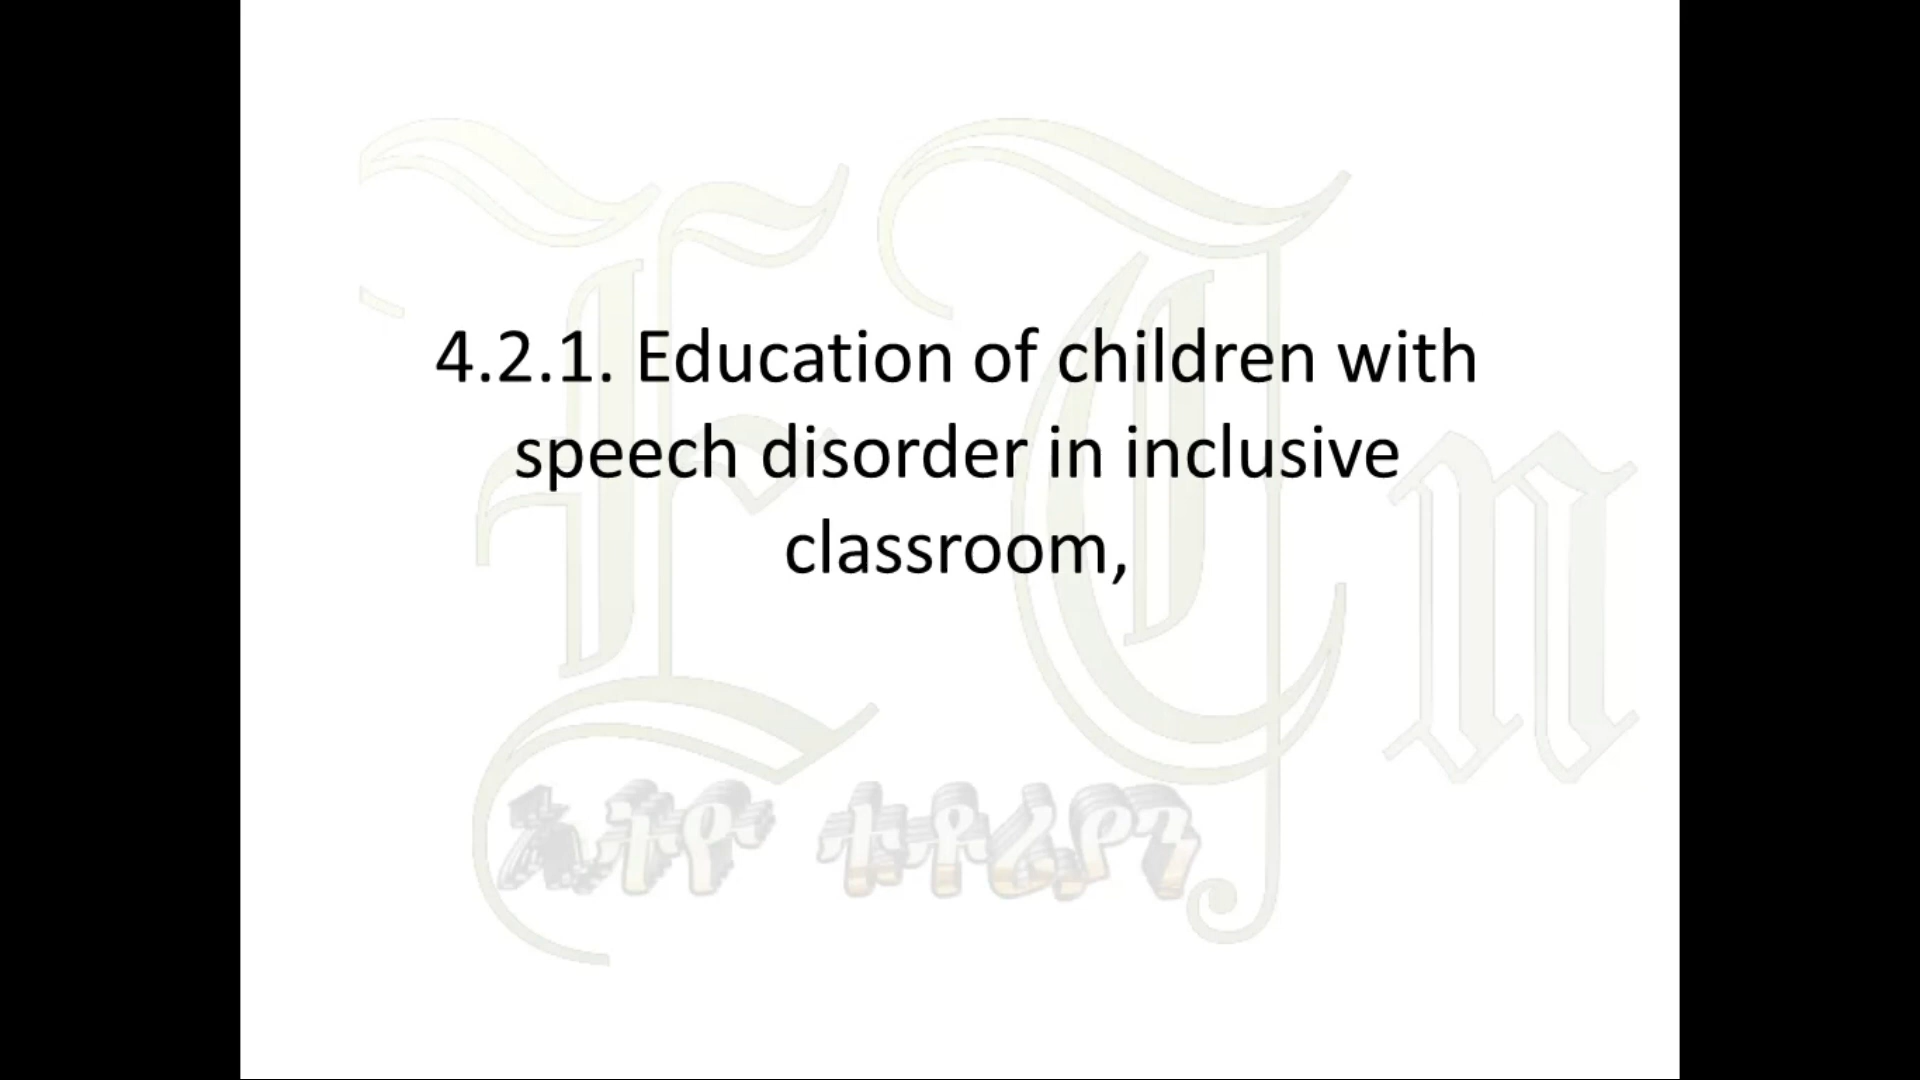 4.2.1. Education of children with
speech disorder in inclusive
classroom,